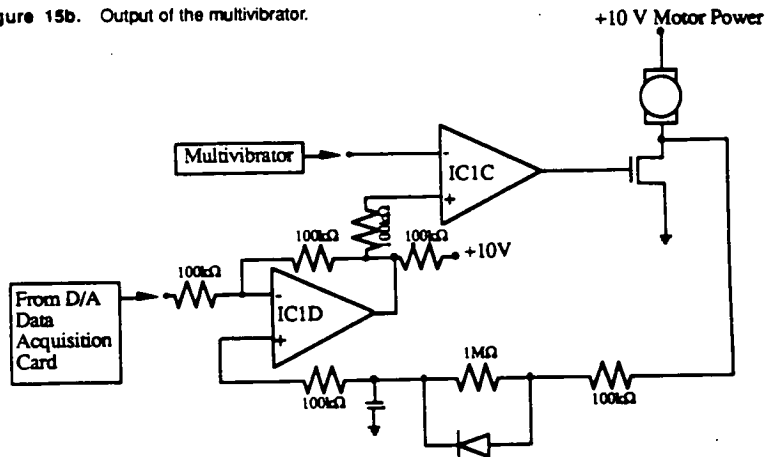 gure 15b. Output of the multivibrator.
+10 V Motor Power
Multivibrator
-
IC1C
+
100kΩ
100kΩ
100kΩ
+10V
100kΩ
From D/A
Data
Acquisition
Card
-
IC1D
+
1MΩ
100kΩ
100kΩ